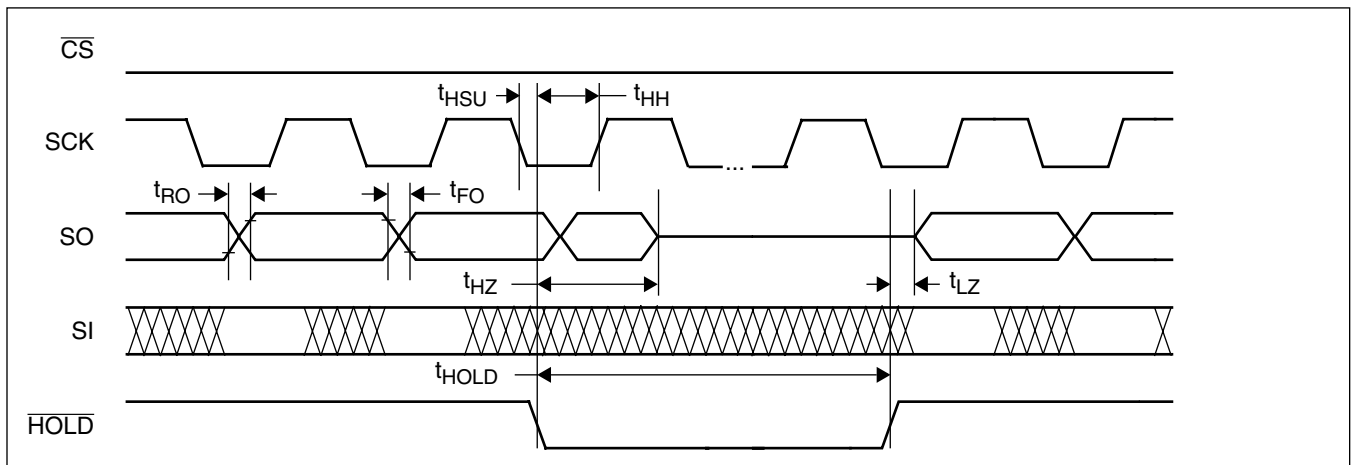 CS
tHSU tHH
SCK
...
tRO tFO
SO
tHZ tLZ
SI
tHOLD
HOLD